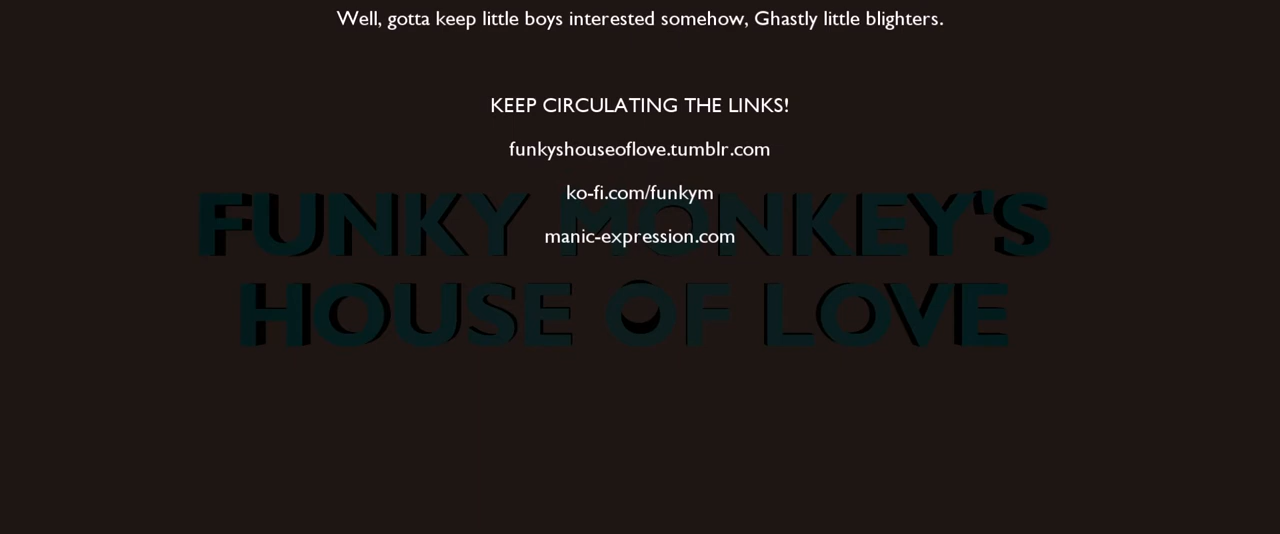 Well, gotta keep little boys interested somehow, Ghastly little blighters.
KEEP CIRCULATING THE LINKS!
funkyshouseoflove.tumblr.com
ko-fi.com/funkym
manic-expression.com
FUNKY MONKEY'S
HOUSE OF LOVE